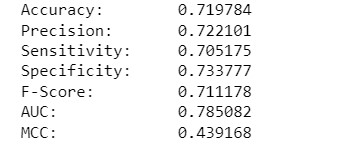 Accuracy: 0.719784
Precision: 0.722101
Sensitivity: 0.705175
Specificity: 0.733777
F-Score: 0.711178
AUC: 0.785082
MCC: 0.439168